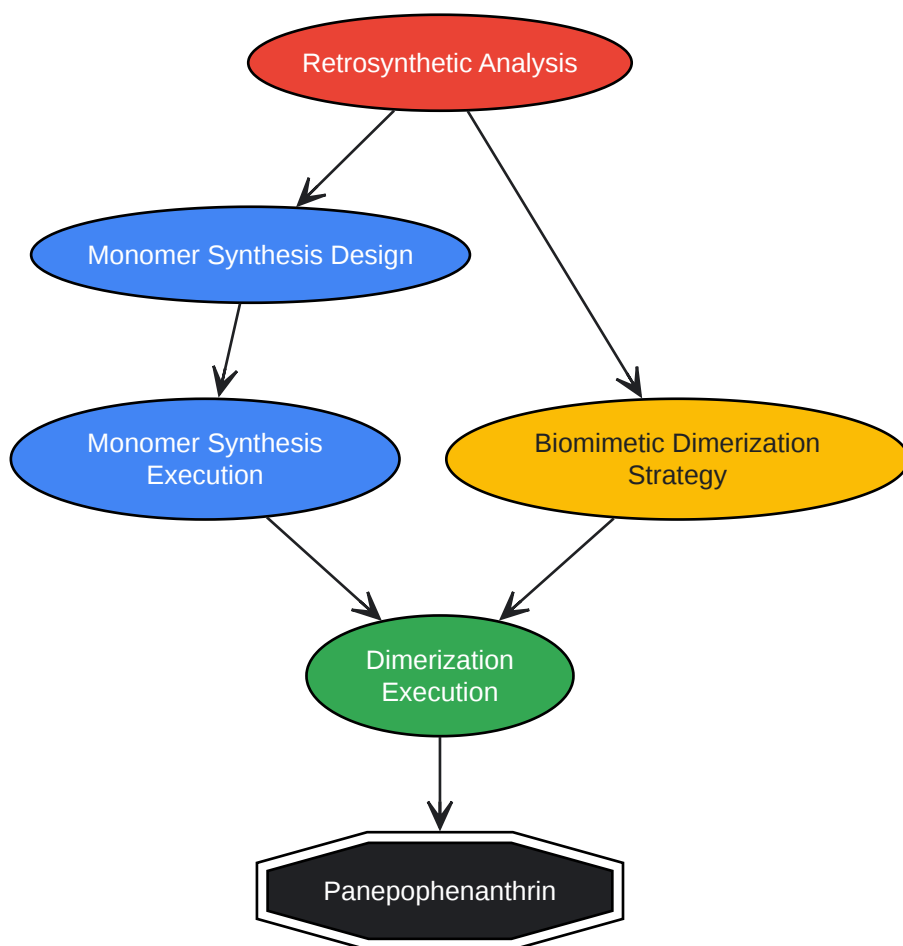 Retrosynthetic Analysis
Monomer Synthesis Design
Monomer Synthesis
Execution
Biomimetic Dimerization
Strategy
Dimerization
Execution
Panepophenanthrin